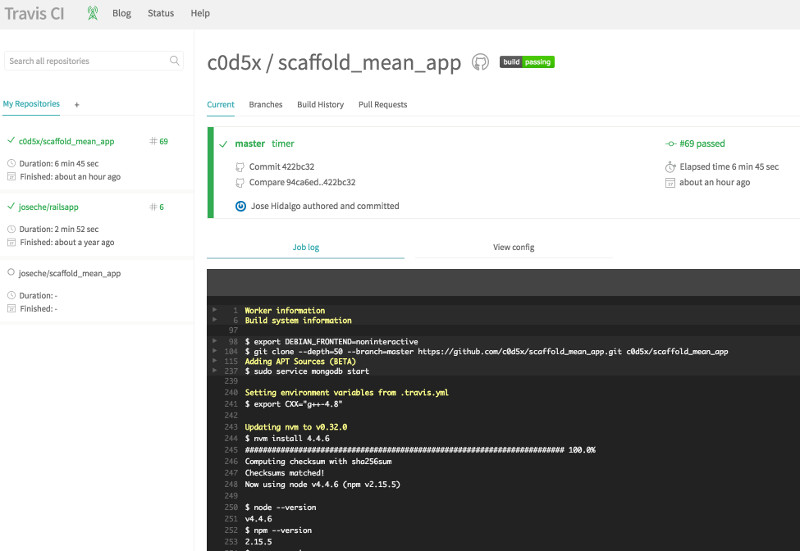 Travis CI
Blog
Status
Help
Search all repositories
My Repositories +
c0d5x/scaffold_mean_app # 69
Duration: 6 min 45 sec
Finished: about an hour ago
joseche/railsapp # 6
Duration: 2 min 52 sec
Finished: about a year ago
joseche/scaffold_mean_app
Duration: -
Finished: -
c0d5x / scaffold_mean_app
build passing
Current
Branches
Build History
Pull Requests
master timer
Commit 422bc32
Compare 94ca6ed..422bc32
Jose Hidalgo authored and committed
#69 passed
Elapsed time 6 min 45 sec
about an hour ago
Job log
View config
1 Worker information
6 Build system information
97
98 $ export DEBIAN_FRONTEND=noninteractive
104 $ git clone --depth=50 --branch=master https://github.com/c0d5x/scaffold_mean_app.git c0d5x/scaffold_mean_app
115 Adding APT Sources (BETA)
237 $ sudo service mongodb start
239
240 Setting environment variables from .travis.yml
241 $ export CXX="g++-4.8"
242
243 Updating nvm to v0.32.0
244 $ nvm install 4.4.6
245 ######################################################################## 100.0%
246 Computing checksum with sha256sum
247 Checksums matched!
248 Now using node v4.4.6 (npm v2.15.5)
249
250 $ node --version
251 v4.4.6
252 $ npm --version
253 2.15.5